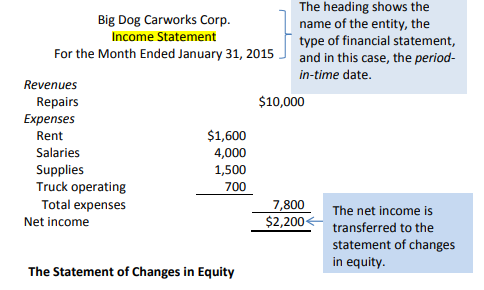 Big Dog Carworks Corp.
Income Statement
For the Month Ended January 31, 2015
The heading shows the
name of the entity, the
type of financial statement,
and in this case, the period-
in-time date.
Revenues
Repairs $10,000
Expenses
Rent $1,600
Salaries 4,000
Supplies 1,500
Truck operating 700
Total expenses 7,800
Net income $2,200
The net income is
transferred to the
statement of changes
in equity.
The Statement of Changes in Equity